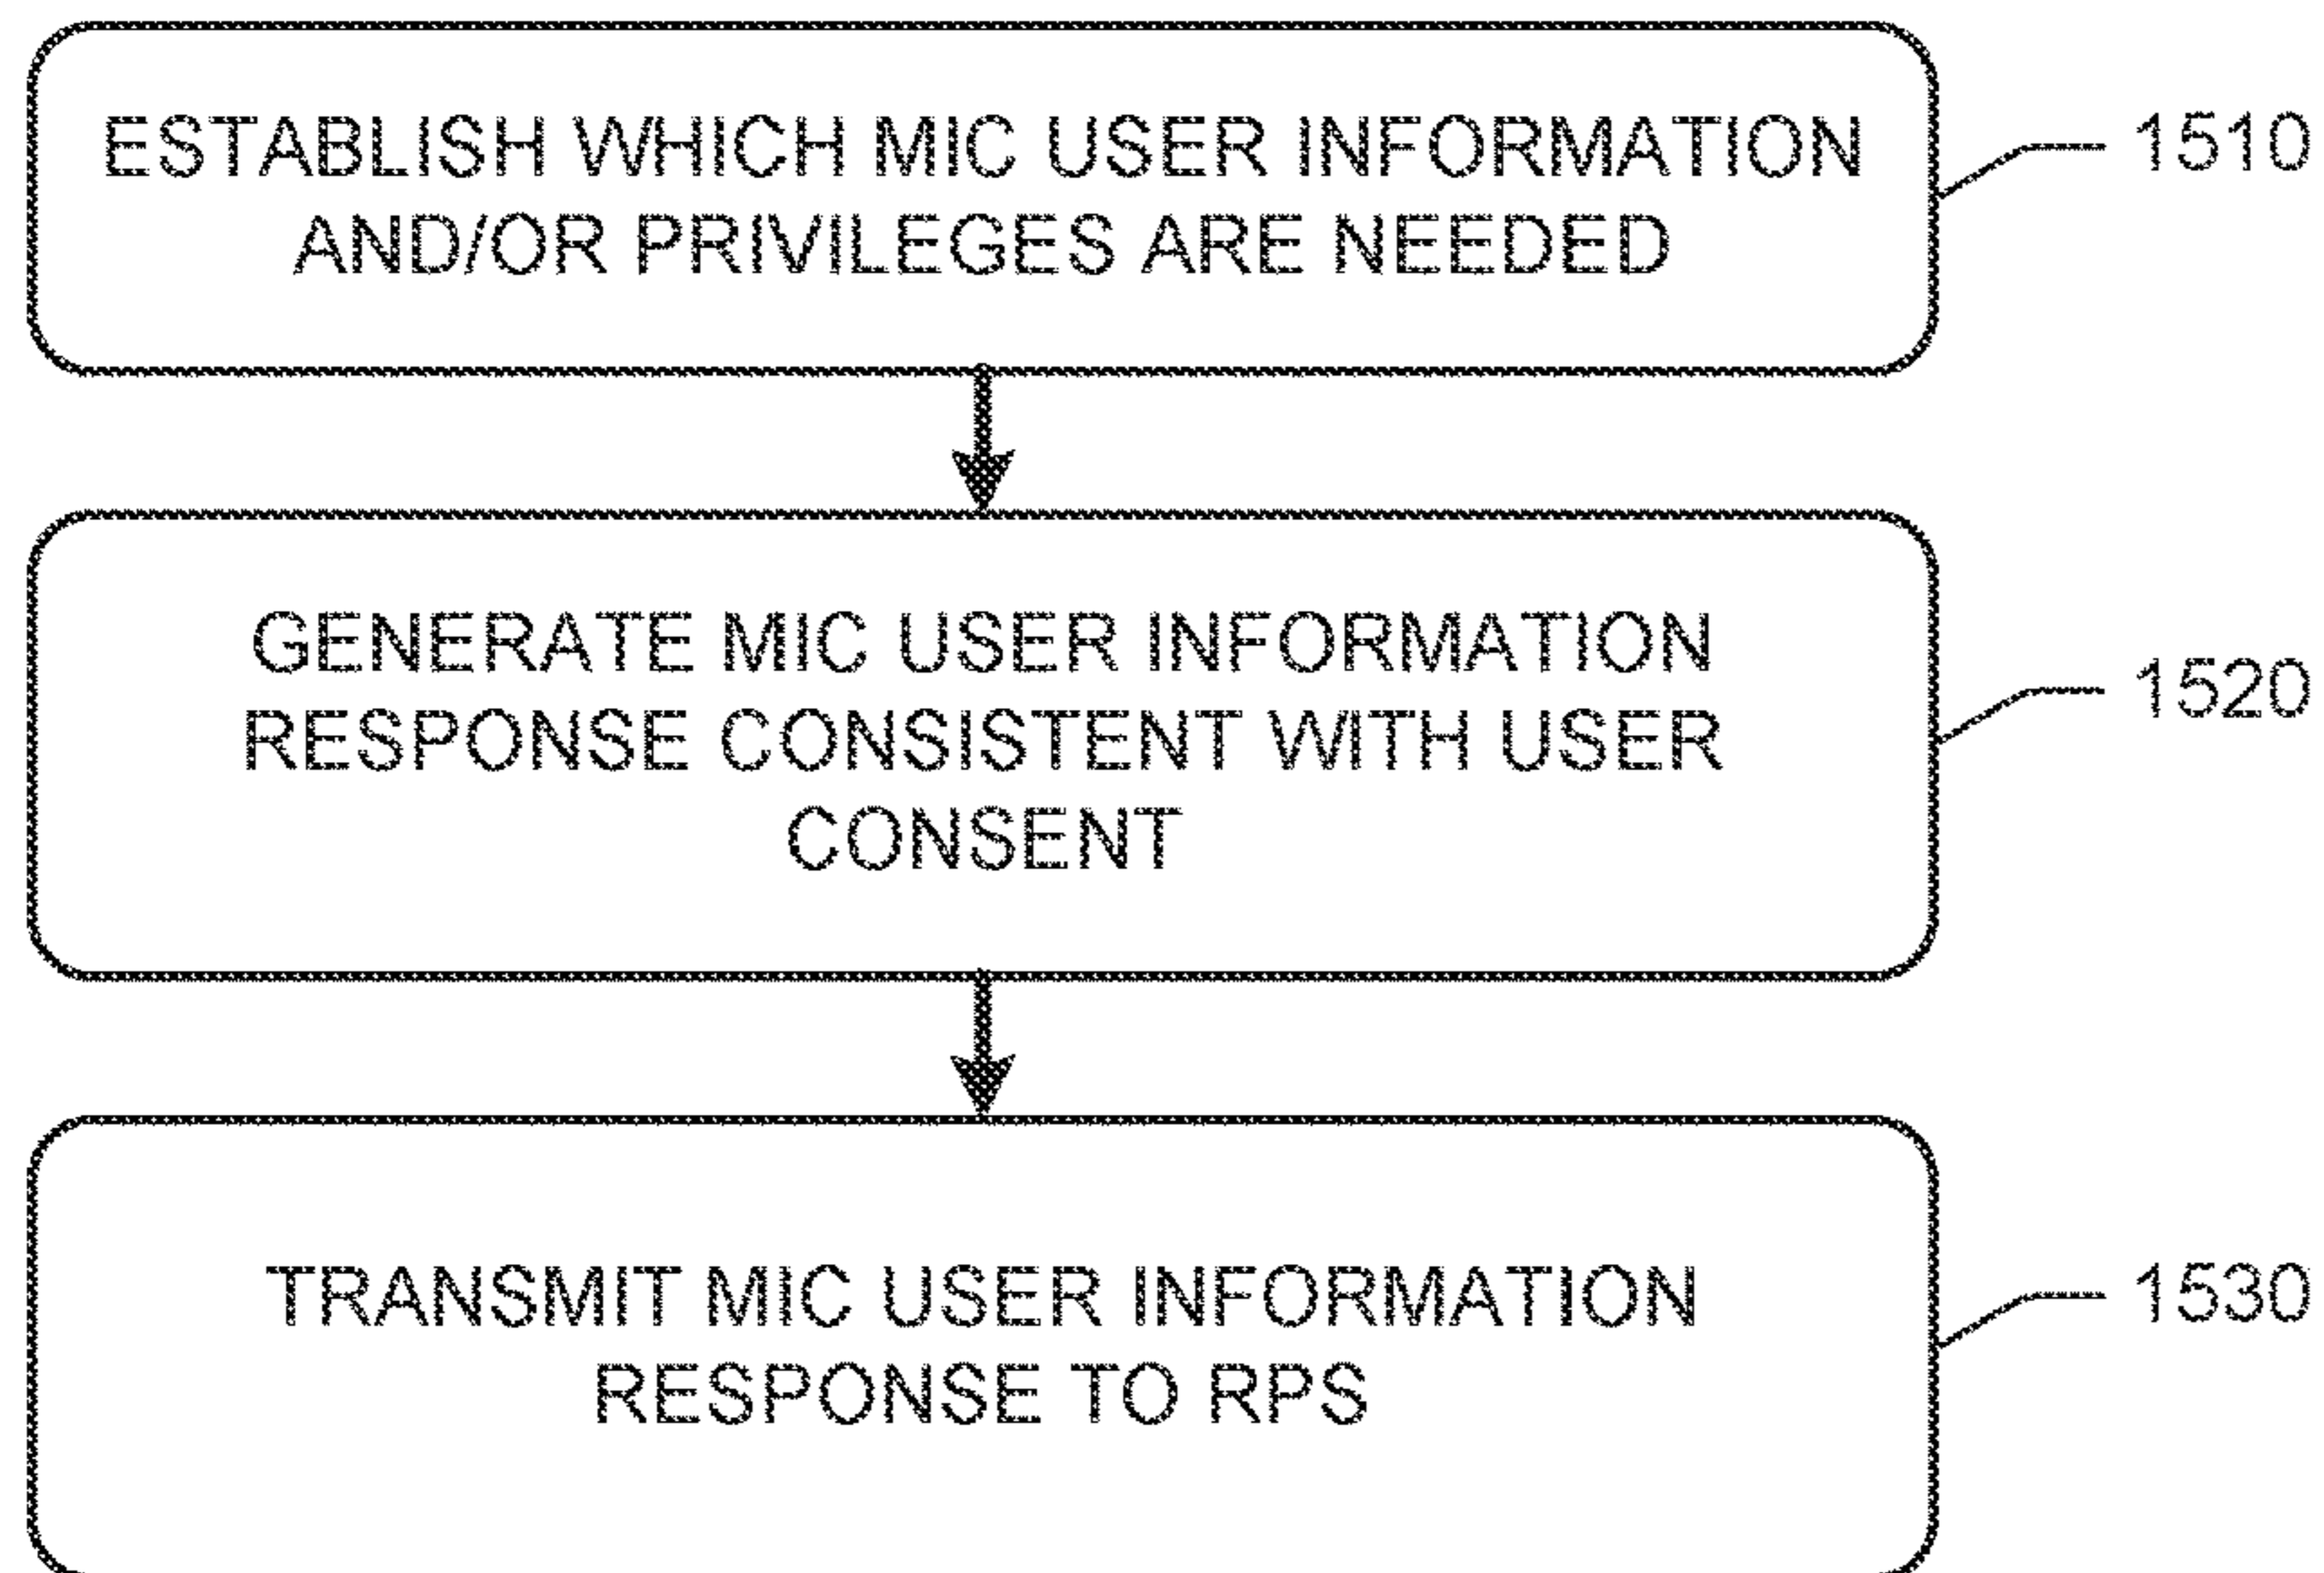 ESTABLISH WHICH MIC USER INFORMATION
AND/OR PRIVILEGES ARE NEEDED
1510
GENERATE MIC USER INFORMATION
RESPONSE CONSISTENT WITH USER
CONSENT
1520
TRANSMIT MIC USER INFORMATION
RESPONSE TO RPS
1530